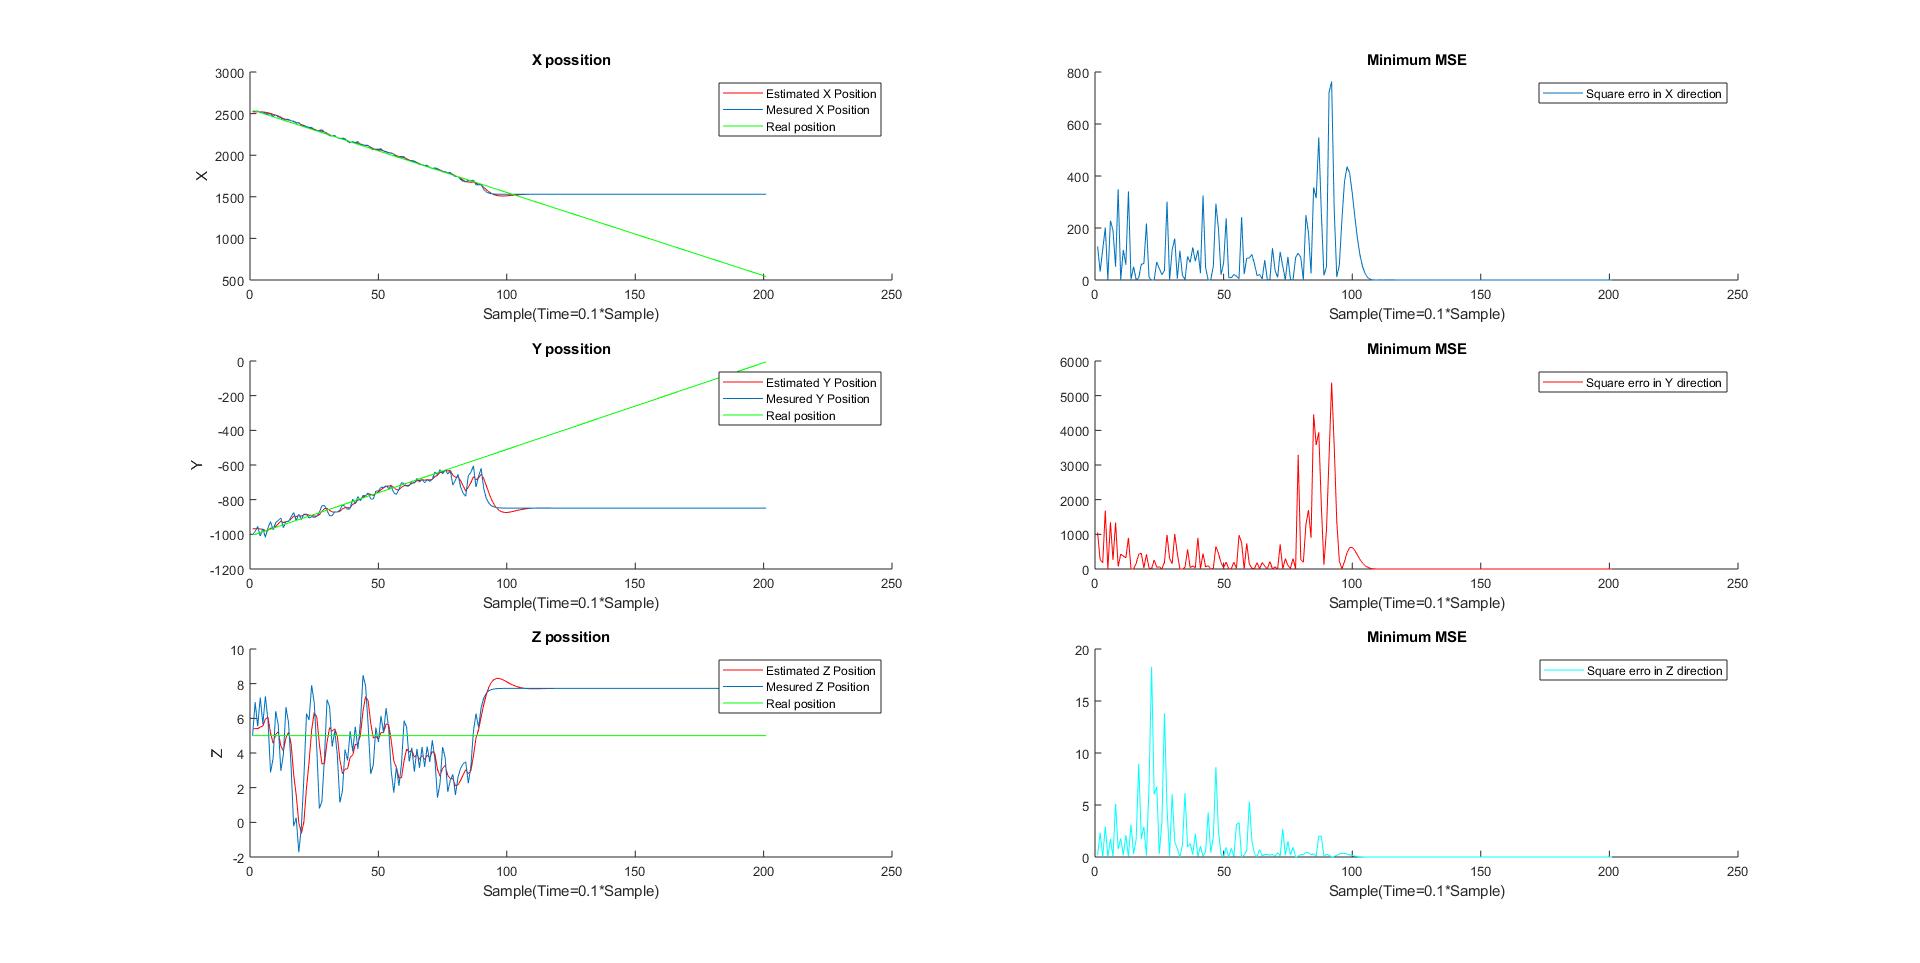 X possition
3000
2500
2000
1500
1000
500
X
0 50 100 150 200 250
Sample(Time=0.1*Sample)
Estimated X Position
Mesured X Position
Real position
Minimum MSE
800
600
400
200
0
0 50 100 150 200 250
Sample(Time=0.1*Sample)
Square erro in X direction
Y possition
0
-200
-400
-600
-800
-1000
-1200
Y
0 50 100 150 200 250
Sample(Time=0.1*Sample)
Estimated Y Position
Mesured Y Position
Real position
Minimum MSE
6000
5000
4000
3000
2000
1000
0
0 50 100 150 200 250
Sample(Time=0.1*Sample)
Square erro in Y direction
Z possition
10
8
6
4
2
0
-2
Z
0 50 100 150 200 250
Sample(Time=0.1*Sample)
Estimated Z Position
Mesured Z Position
Real position
Minimum MSE
20
15
10
5
0
0 50 100 150 200 250
Sample(Time=0.1*Sample)
Square erro in Z direction